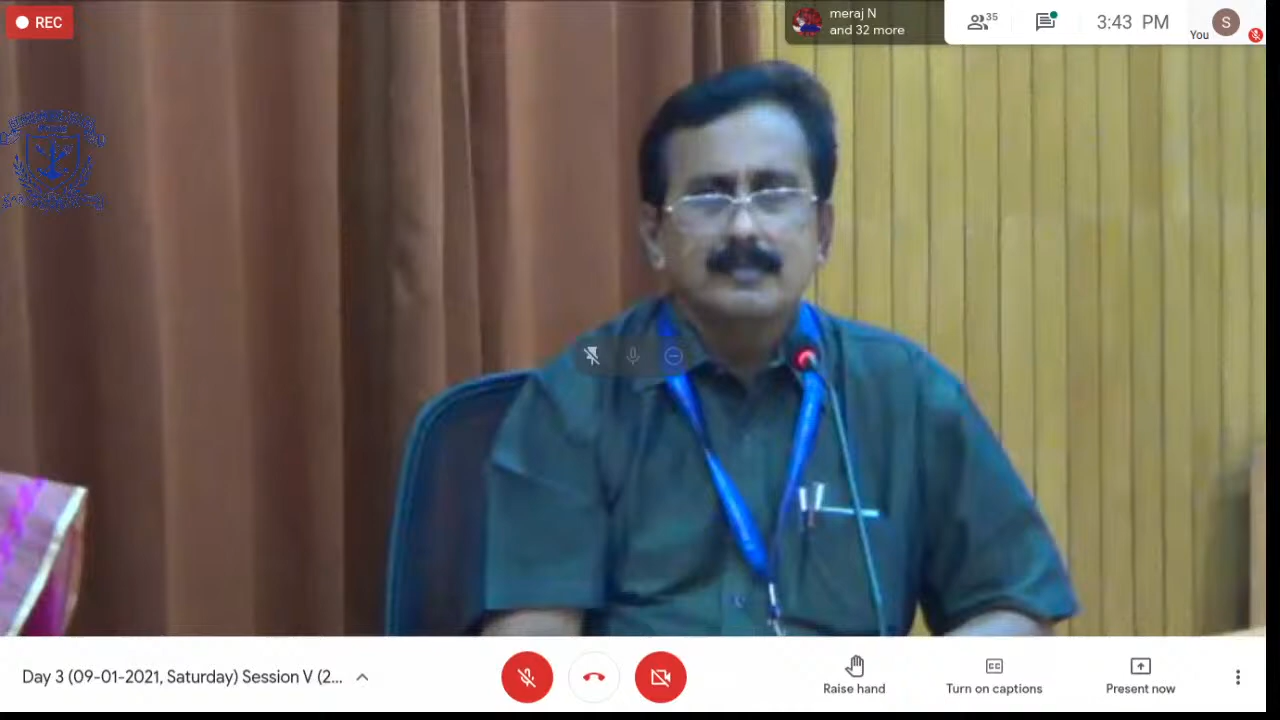 REC
meraj N
and 32 more
35
3:43 PM
You
S
Day 3 (09-01-2021, Saturday) Session V (2...
CC
Raise hand
Turn on captions
Present now